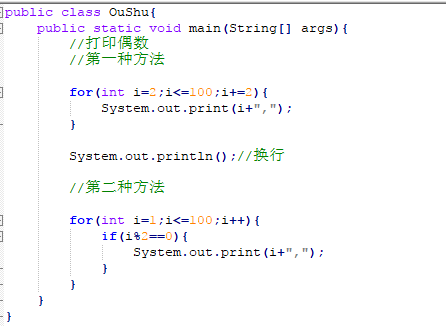 public class OuShu{
    public static void main(String[] args){
        //打印偶数
        //第一种方法
        for(int i=2;i<=100;i+=2){
            System.out.print(i+",");
        }
        System.out.println();//换行
        //第二种方法
        for(int i=1;i<=100;i++){
            if(i%2==0){
                System.out.print(i+",");
            }
        }
    }
}